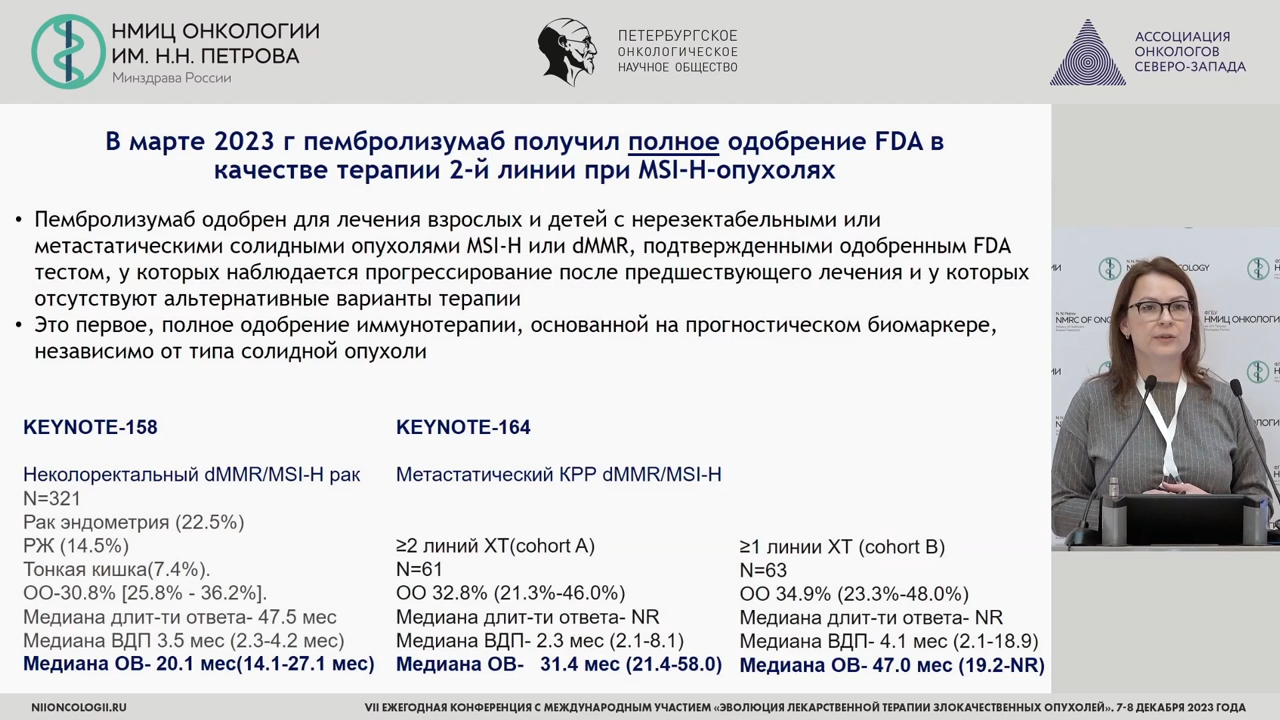 НМИЦ ОНКОЛОГИИ
ИМ. Н.Н. ПЕТРОВА
Минздрава России
ПЕТЕРБУРГСКОЕ
ОНКОЛОГИЧЕСКОЕ
НАУЧНОЕ ОБЩЕСТВО
АССОЦИАЦИЯ
ОНКОЛОГОВ
СЕВЕРО-ЗАПАДА
В марте 2023 г пембролизумаб получил полное одобрение FDA в
качестве терапии 2-й линии при MSI-H-опухолях
• Пембролизумаб одобрен для лечения взрослых и детей с нерезектабельными или
метастатическими солидными опухолями MSI-H или dMMR, подтвержденными одобренным FDA
тестом, у которых наблюдается прогрессирование после предшествующего лечения и у которых
отсутствуют альтернативные варианты терапии
• Это первое, полное одобрение иммунотерапии, основанной на прогностическом биомаркере,
независимо от типа солидной опухоли
KEYNOTE-158
Неколоректальный dMMR/MSI-H рак
N=321
Рак эндометрия (22.5%)
РЖ (14.5%)
Тонкая кишка(7.4%).
ОО-30.8% [25.8% - 36.2%].
Медиана длит-ти ответа- 47.5 мес
Медиана ВДП 3.5 мес (2.3-4.2 мес)
Медиана ОВ- 20.1 мес(14.1-27.1 мес)
KEYNOTE-164
Метастатический КРР dMMR/MSI-H
≥2 линий ХТ(cohort A)
N=61
ОО 32.8% (21.3%-46.0%)
Медиана длит-ти ответа- NR
Медиана ВДП- 2.3 мес (2.1-8.1)
Медиана ОВ- 31.4 мес (21.4-58.0)
≥1 линии ХТ (cohort B)
N=63
ОО 34.9% (23.3%-48.0%)
Медиана длит-ти ответа- NR
Медиана ВДП- 4.1 мес (2.1-18.9)
Медиана ОВ- 47.0 мес (19.2-NR)
NMRC OF ONC
НМИЦ ОНКОЛОГИ
NIIONCOLOGII.RU
VII ЕЖЕГОДНАЯ КОНФЕРЕНЦИЯ С МЕЖДУНАРОДНЫМ УЧАСТИЕМ «ЭВОЛЮЦИЯ ЛЕКАРСТВЕННОЙ ТЕРАПИИ ЗЛОКАЧЕСТВЕННЫХ ОПУХОЛЕЙ». 7-8 ДЕКАБРЯ 2023 ГОДА